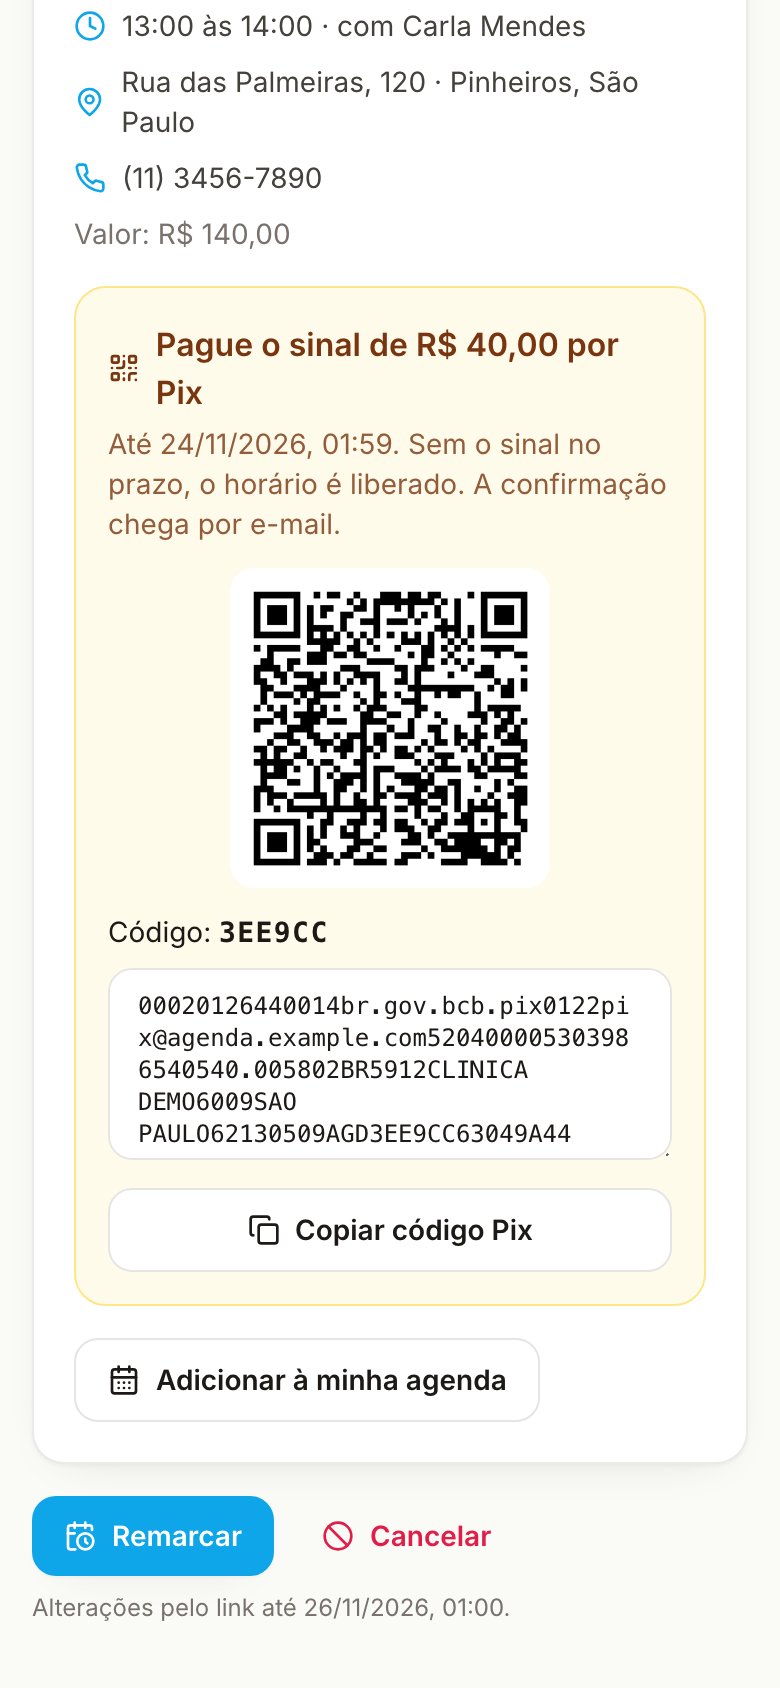 13:00 às 14:00 · com Carla Mendes
Rua das Palmeiras, 120 · Pinheiros, São
Paulo
(11) 3456-7890
Valor: R$ 140,00
Pague o sinal de R$ 40,00 por
Pix
Até 24/11/2026, 01:59. Sem o sinal no
prazo, o horário é liberado. A confirmação
chega por e-mail.
Código: 3EE9CC
00020126440014br.gov.bcb.pix0122pi
x@agenda.example.com52040000530398
6540540.005802BR5912CLINICA
DEMO6009SAO
PAULO62130509AGD3EE9CC63049A44
Copiar código Pix
Adicionar à minha agenda
Remarcar
Cancelar
Alterações pelo link até 26/11/2026, 01:00.